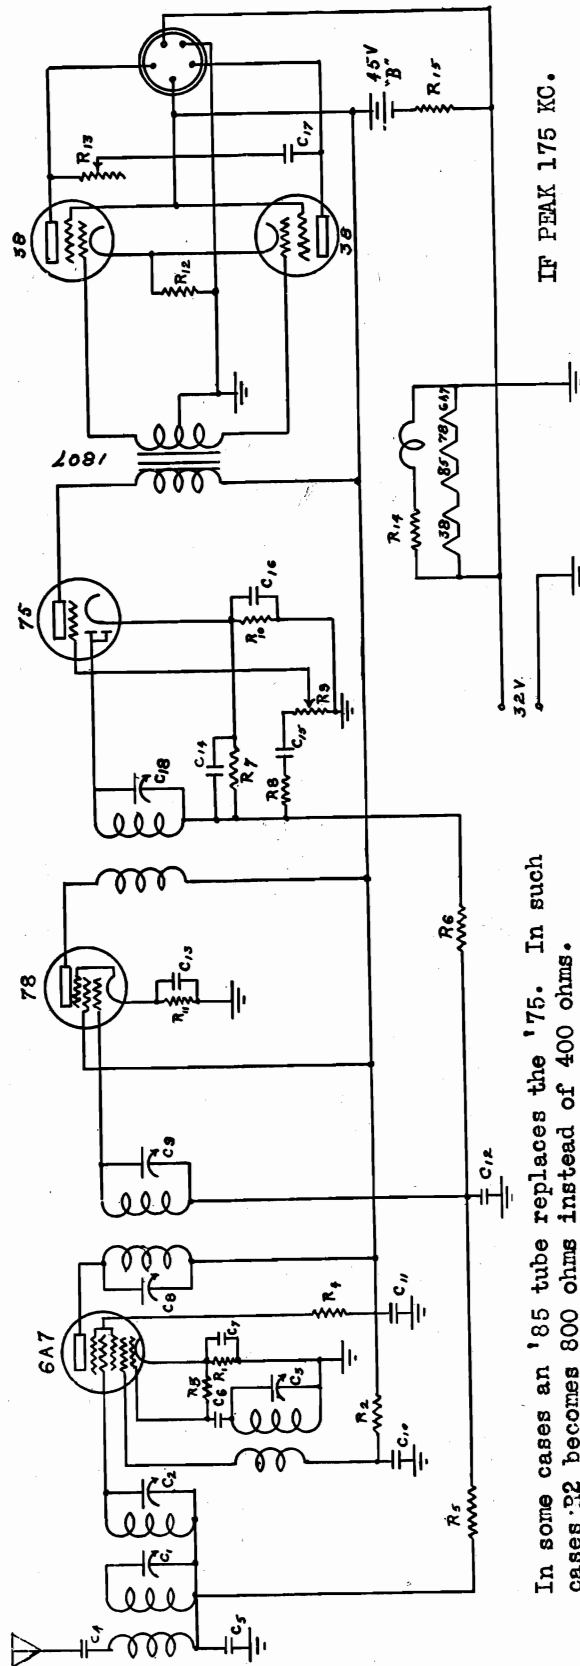 6A7
78
75
1807
38
38
C4
C5
C1
C2
C8
C9
R3
C6
R1
C7
C3
R4
C11
R2
C10
R5
C12
R11
C13
C18
C14
R7
R8
C15
R9
R10
C16
R6
R12
R13
C17
45V
"B"
R15
R14
38
85
78
6A7
32V.
IF PEAK 175 KC.
In some cases an '85 tube replaces the '75. In such
cases R2 becomes 800 ohms instead of 400 ohms.